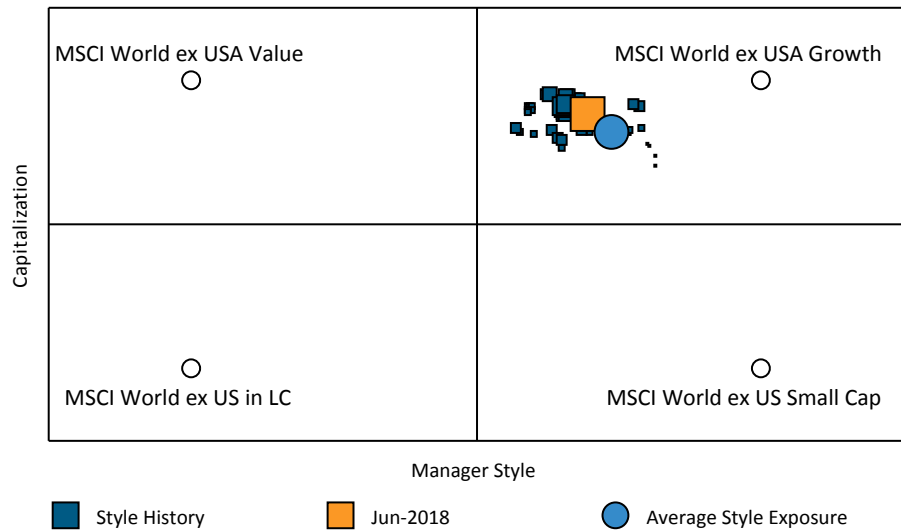 MSCI World ex USA Value
MSCI World ex USA Growth
Capitalization
MSCI World ex US in LC
MSCI World ex US Small Cap
Manager Style
Style History
Jun-2018
Average Style Exposure